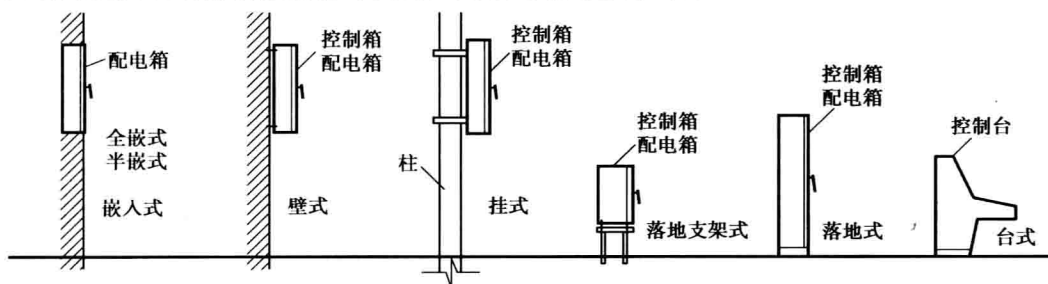 配电箱
全嵌式
半嵌式
嵌入式
控制箱
配电箱
壁式
控制箱
配电箱
柱
挂式
控制箱
配电箱
落地支架式
控制箱
配电箱
落地式
控制台
台式